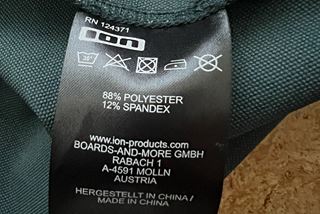 RN 124371
ion
30°
88% POLYESTER
12% SPANDEX
www.ion-products.com
BOARDS-AND-MORE GMBH
RABACH 1
A-4591 MOLLN
AUSTRIA
HERGESTELLT IN CHINA/
MADE IN CHINA /